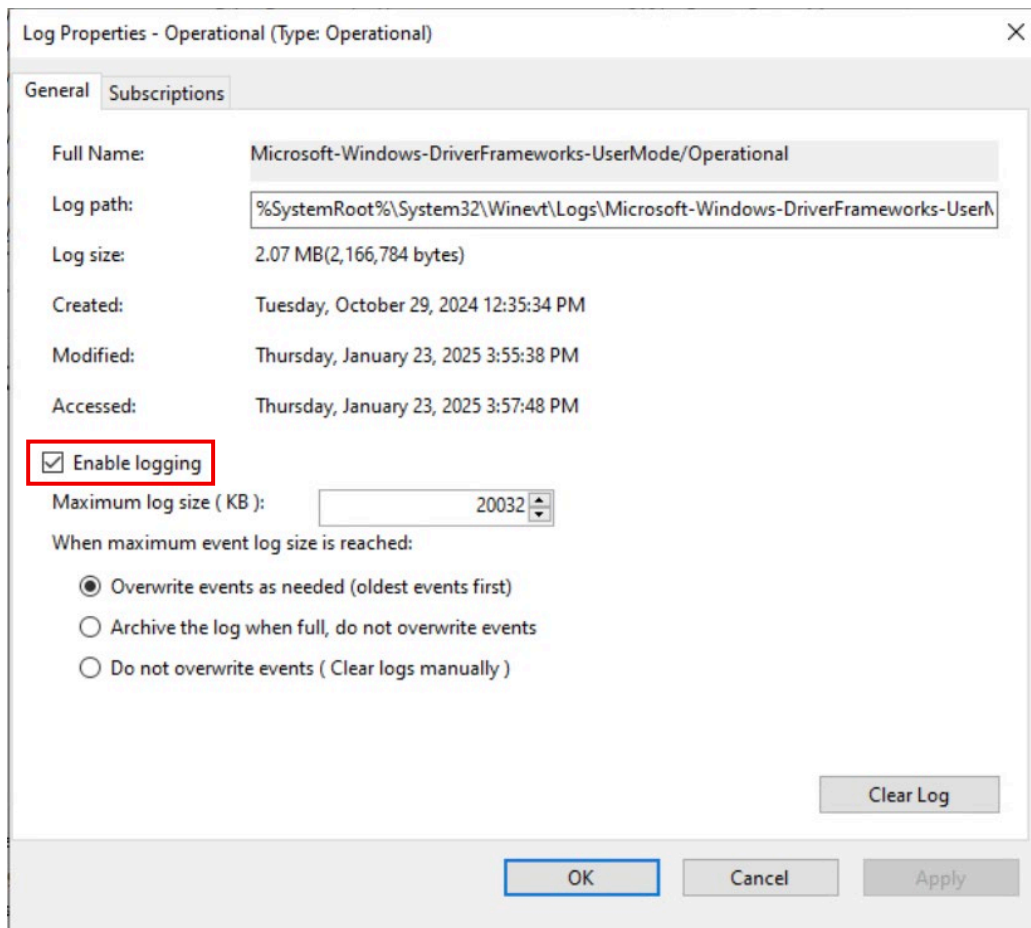 Log Properties - Operational (Type: Operational)
General Subscriptions
Full Name: Microsoft-Windows-DriverFrameworks-UserMode/Operational
Log path: %SystemRoot%\System32\Winevt\Logs\Microsoft-Windows-DriverFrameworks-UserM
Log size: 2.07 MB(2,166,784 bytes)
Created: Tuesday, October 29, 2024 12:35:34 PM
Modified: Thursday, January 23, 2025 3:55:38 PM
Accessed: Thursday, January 23, 2025 3:57:48 PM
Enable logging
Maximum log size ( KB ): 20032
When maximum event log size is reached:
Overwrite events as needed (oldest events first)
Archive the log when full, do not overwrite events
Do not overwrite events ( Clear logs manually )
Clear Log
OK Cancel Apply